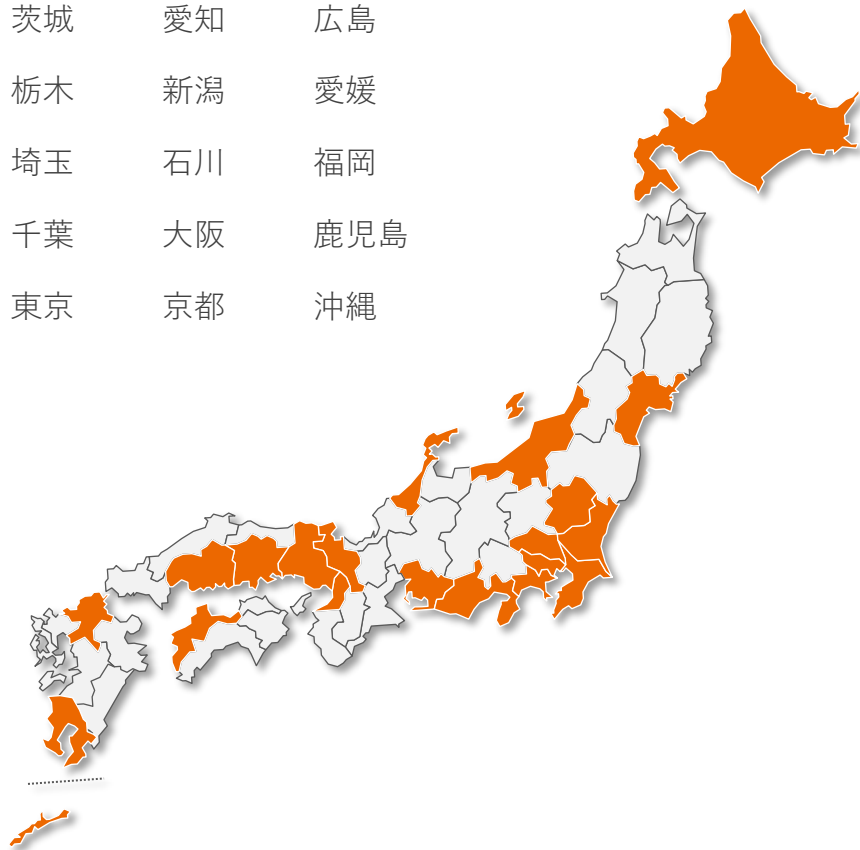 茨城 愛知 広島
栃木 新潟 愛媛
埼玉 石川 福岡
千葉 大阪 鹿児島
東京 京都 沖縄